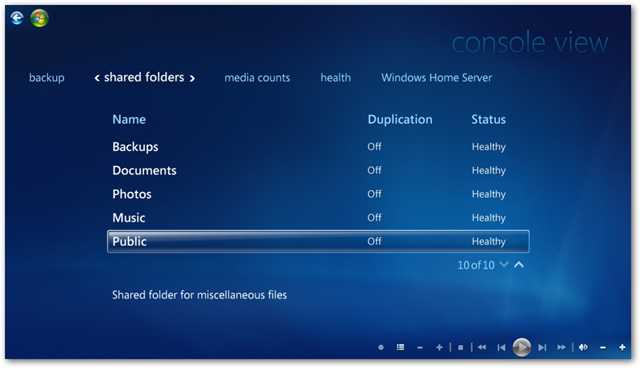 console view
backup < shared folders > media counts health Windows Home Server
Name Duplication Status
Backups Off Healthy
Documents Off Healthy
Photos Off Healthy
Music Off Healthy
Public Off Healthy
10 of 10
Shared folder for miscellaneous files